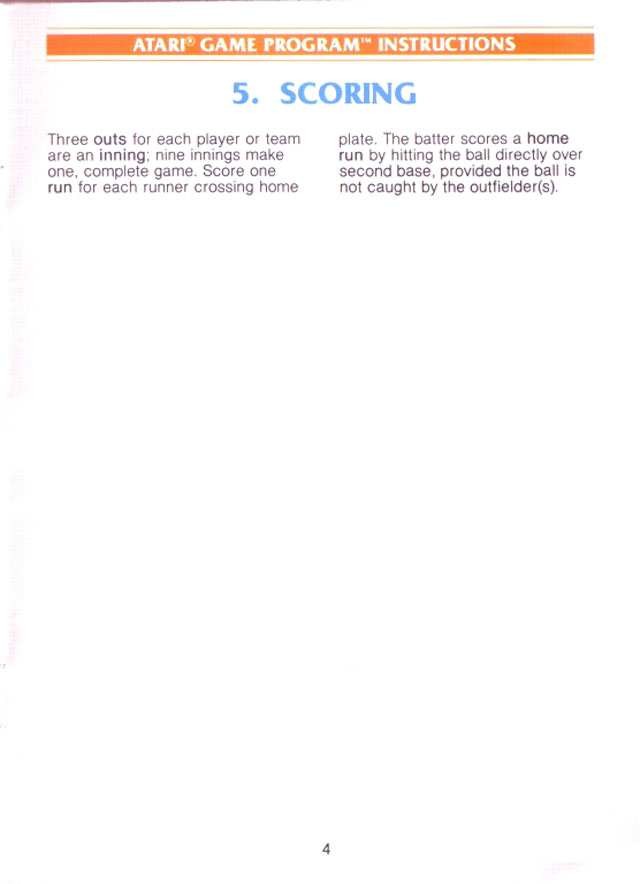 ATARI® GAME PROGRAM™ INSTRUCTIONS
5. SCORING
Three outs for each player or team
are an inning; nine innings make
one, complete game. Score one
run for each runner crossing home
plate. The batter scores a home
run by hitting the ball directly over
second base, provided the ball is
not caught by the outfielder(s).
4